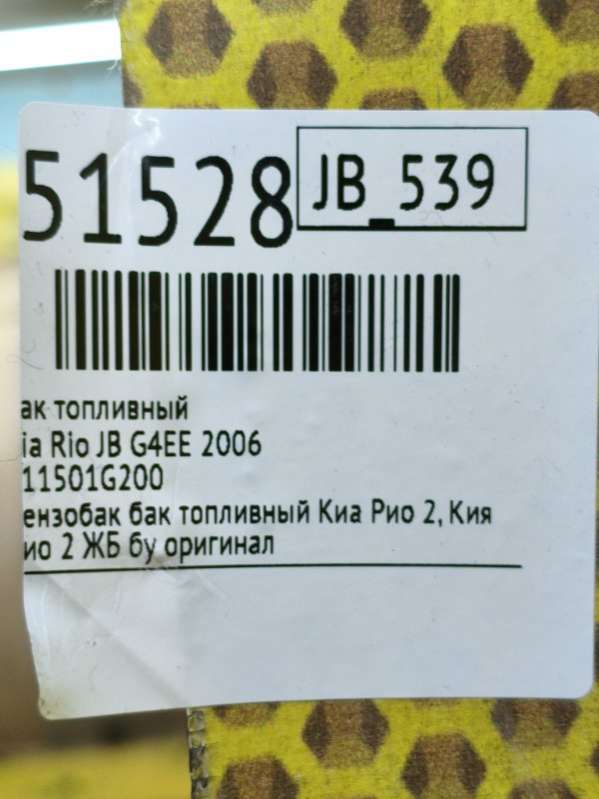 51528
JB_539
ак топливный
ia Rio JB G4EE 2006
11501G200
ензобак бак топливный Киа Рио 2, Кия
ио 2 ЖБ бу оригинал